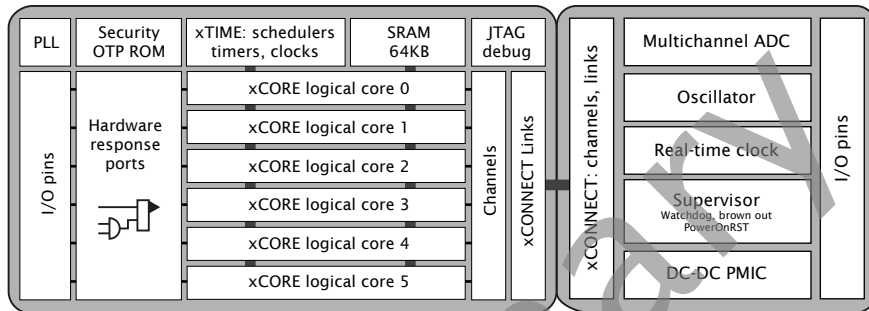 PLL
Security
OTP ROM
xTIME: schedulers
timers, clocks
SRAM
64KB
JTAG
debug
I/O pins
Hardware
response
ports
xCORE logical core 0
xCORE logical core 1
xCORE logical core 2
xCORE logical core 3
xCORE logical core 4
xCORE logical core 5
Channels
xCONNECT Links
xCONNECT: channels, links
Multichannel ADC
Oscillator
Real-time clock
Supervisor
Watchdog, brown out
PowerOnRST
DC-DC PMIC
I/O pins
ary